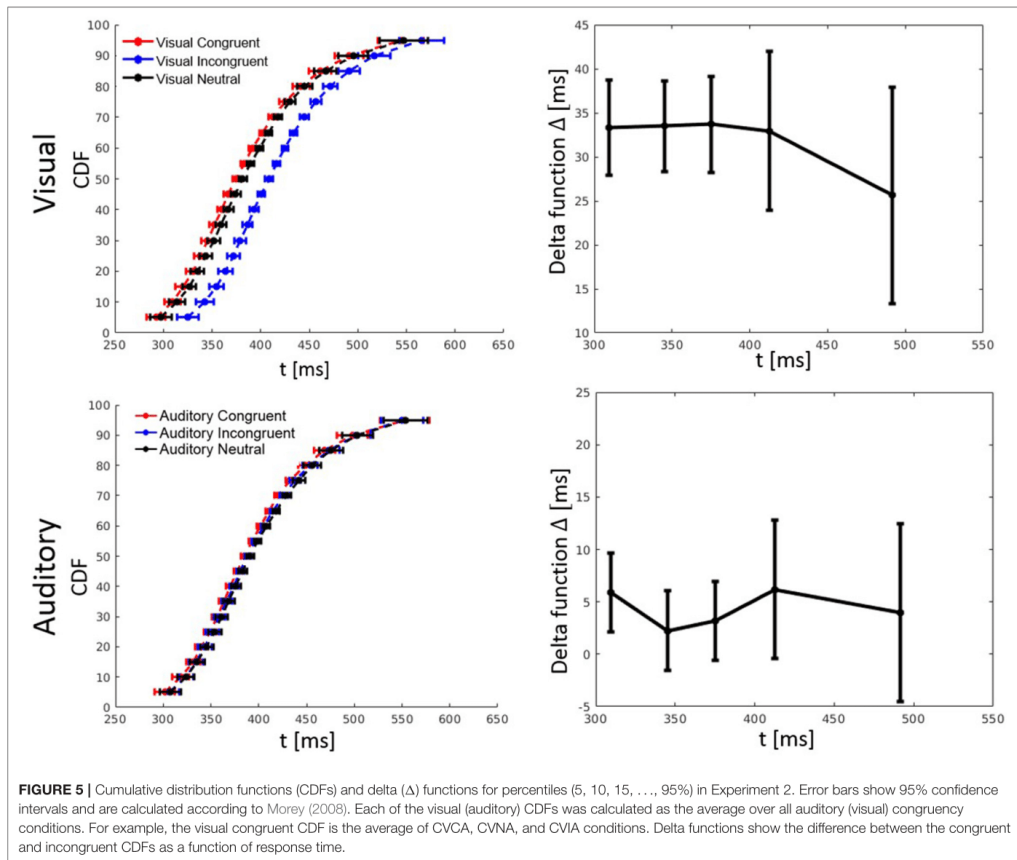 Visual
CDF
100
90
80
70
60
50
40
30
20
10
0
Visual Congruent
Visual Incongruent
Visual Neutral
250 300 350 400 450 500 550 600 650
t [ms]
Delta function Δ [ms]
45
40
35
30
25
20
15
10
300 350 400 450 500 550
t [ms]
Auditory
CDF
100
90
80
70
60
50
40
30
20
10
0
Auditory Congruent
Auditory Incongruent
Auditory Neutral
250 300 350 400 450 500 550 600 650
t [ms]
Delta function Δ [ms]
25
20
15
10
5
0
-5
300 350 400 450 500 550
t [ms]
FIGURE 5 | Cumulative distribution functions (CDFs) and delta (Δ) functions for percentiles (5, 10, 15, . . ., 95%) in Experiment 2. Error bars show 95% confidence
intervals and are calculated according to Morey (2008). Each of the visual (auditory) CDFs was calculated as the average over all auditory (visual) congruency
conditions. For example, the visual congruent CDF is the average of CVCA, CVNA, and CVIA conditions. Delta functions show the difference between the congruent
and incongruent CDFs as a function of response time.